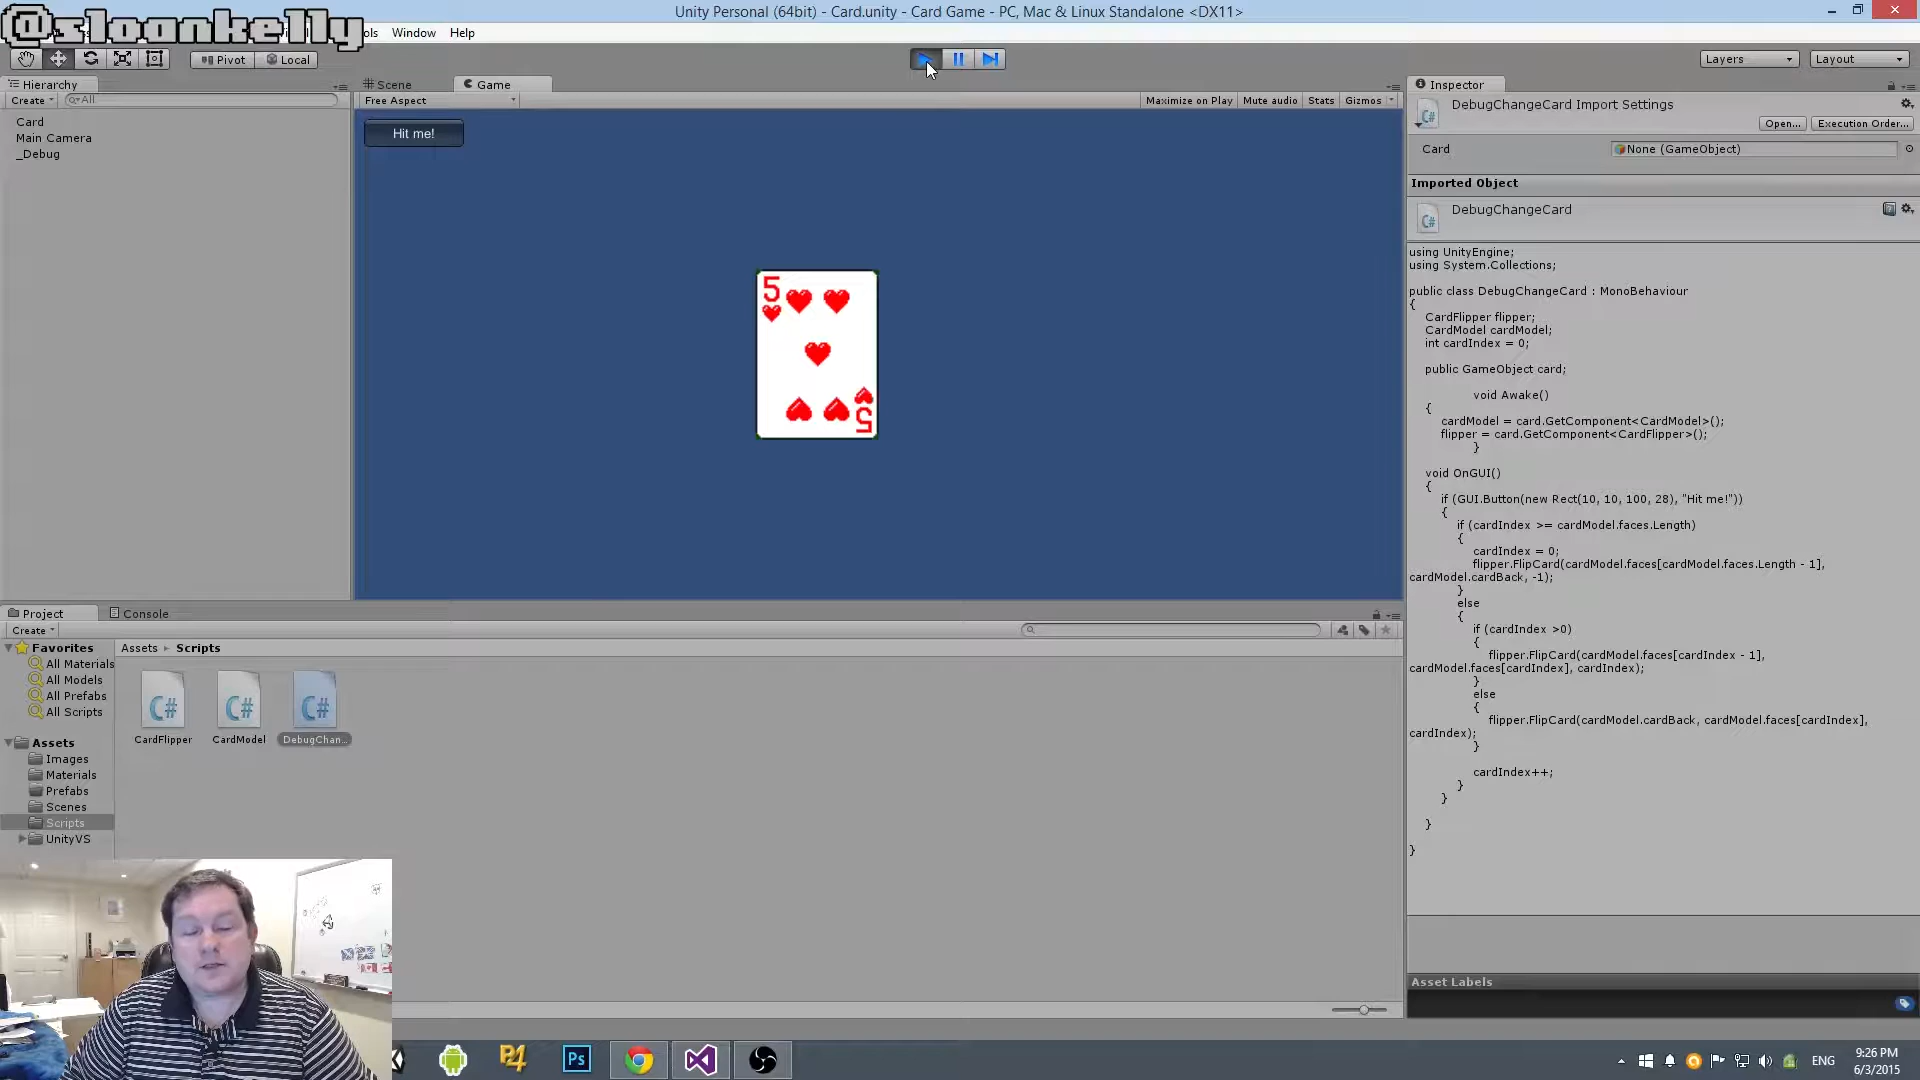 Unity Personal (64bit) - Card.unity - Card Game - PC, Mac & Linux Standalone <DX11>
@sloankelly
Window Help
Pivot Local
Layers Layout
Hierarchy
Create All
Card
Main Camera
_Debug
Scene Game
Free Aspect Maximize on Play Mute audio Stats Gizmos
Hit me!
5
5
Inspector
DebugChangeCard Import Settings
Open... Execution Order...
Card None (GameObject)
Imported Object
DebugChangeCard
using UnityEngine;
using System.Collections;
public class DebugChangeCard : MonoBehaviour
{
CardFlipper flipper;
CardModel cardModel;
int cardIndex = 0;
public GameObject card;
void Awake()
{
cardModel = card.GetComponent<CardModel>();
flipper = card.GetComponent<CardFlipper>();
}
void OnGUI()
{
if (GUI.Button(new Rect(10, 10, 100, 28), "Hit me!"))
{
if (cardIndex >= cardModel.faces.Length)
{
cardIndex = 0;
flipper.FlipCard(cardModel.faces[cardModel.faces.Length - 1],
cardModel.cardBack, -1);
}
else
{
if (cardIndex >0)
{
flipper.FlipCard(cardModel.faces[cardIndex - 1],
cardModel.faces[cardIndex], cardIndex);
}
else
{
flipper.FlipCard(cardModel.cardBack, cardModel.faces[cardIndex],
cardIndex);
}
cardIndex++;
}
}
}
}
Asset Labels
Project Console
Create
Favorites
All Materials
All Models
All Prefabs
All Scripts
Assets
Images
Materials
Prefabs
Scenes
Scripts
UnityVS
Assets Scripts
C# C# C#
CardFlipper CardModel DebugChan...
P4 Ps
ENG
9:26 PM
6/3/2015